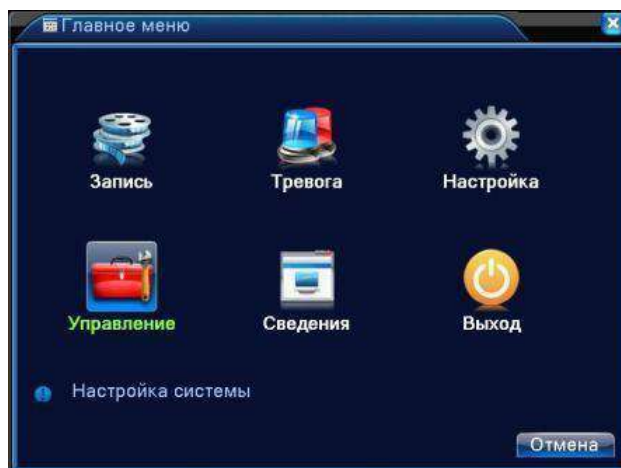 Главное меню
Запись
Тревога
Настройка
Управление
Сведения
Выход
Настройка системы
Отмена